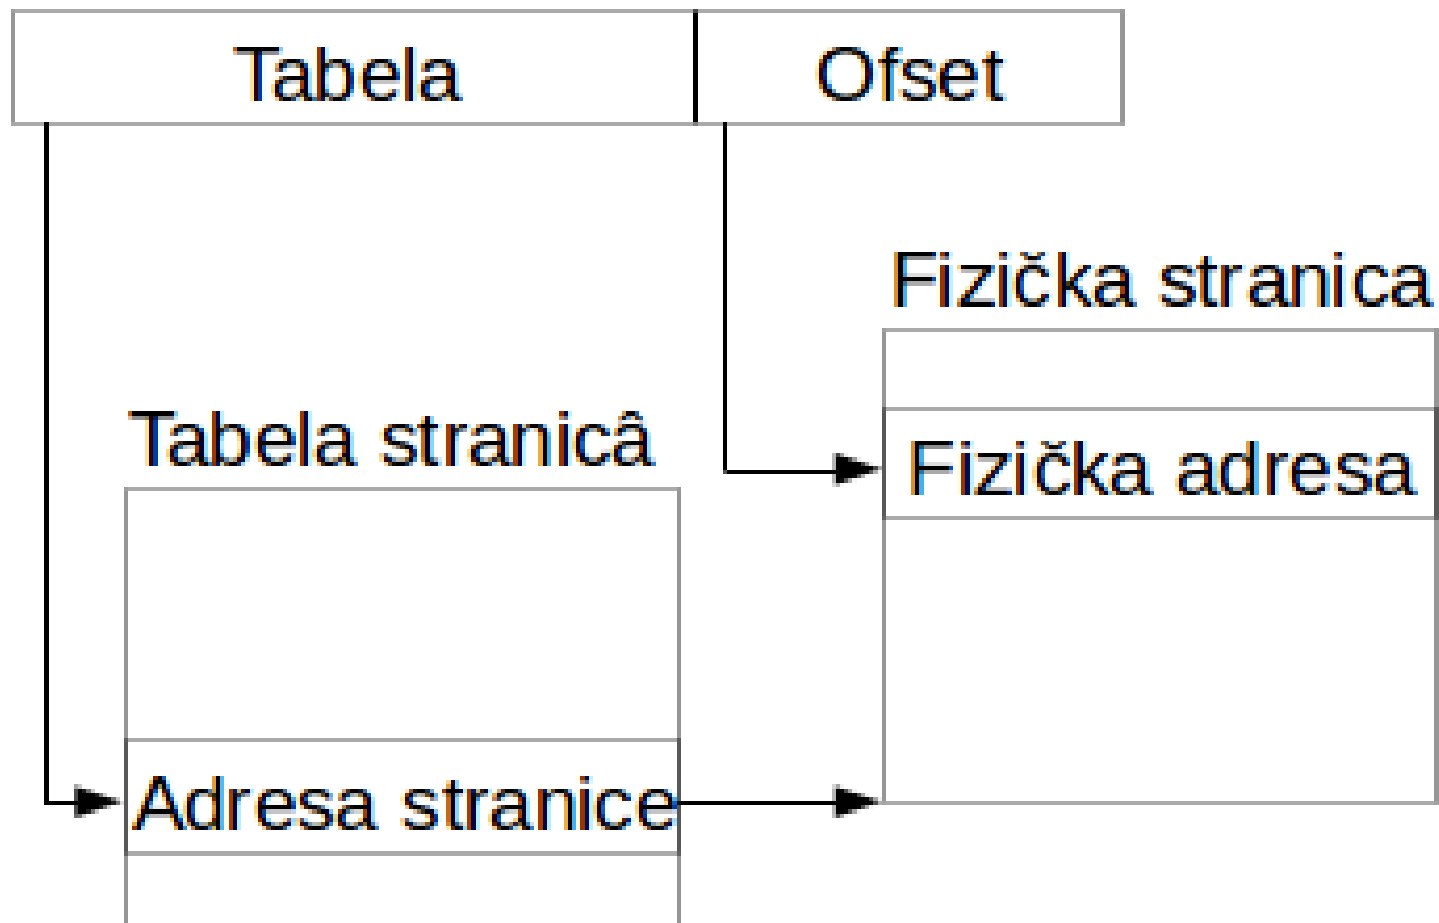 Tabela
Ofset
Fizička stranica
Tabela stranicâ
Fizička adresa
Adresa stranice